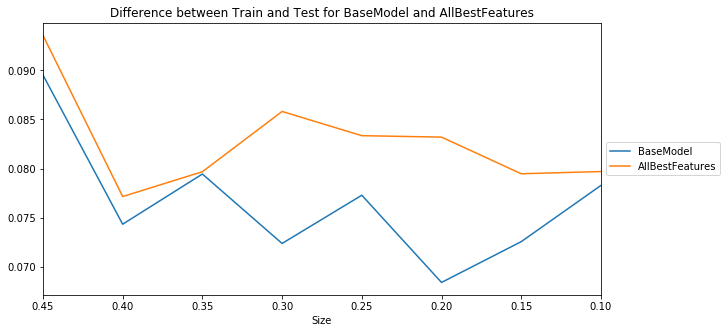 Difference between Train and Test for BaseModel and AllBestFeatures
0.090
0.085
0.080
0.075
0.070
0.45 0.40 0.35 0.30 0.25 0.20 0.15 0.10
Size
BaseModel
AllBestFeatures